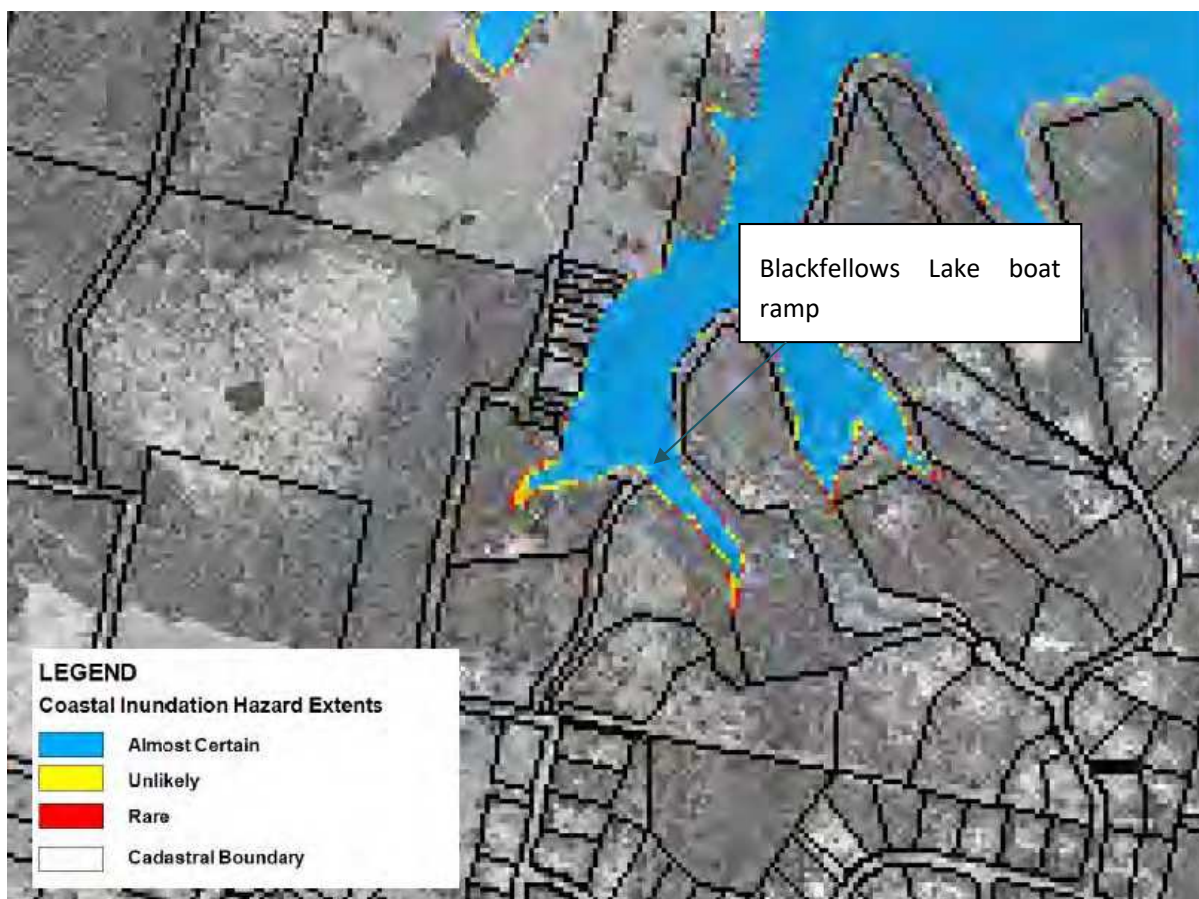 Blackfellows Lake boat
ramp
LEGEND
Coastal Inundation Hazard Extents
Almost Certain
Unlikely
Rare
Cadastral Boundary